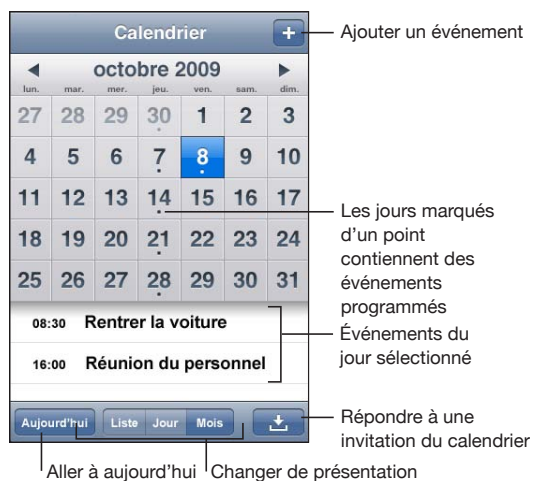 Calendrier +
Ajouter un événement
octobre 2009
lun. mar. mer. jeu. ven. sam. dim.
27 28 29 30 1 2 3
4 5 6 7 8 9 10
11 12 13 14 15 16 17
18 19 20 21 22 23 24
25 26 27 28 29 30 31
Les jours marqués
d'un point
contiennent des
événements
programmés
08:30 Rentrer la voiture
16:00 Réunion du personnel
Événements du
jour sélectionné
Aujourd'hui Liste Jour Mois
Répondre à une
invitation du calendrier
Aller à aujourd'hui
Changer de présentation